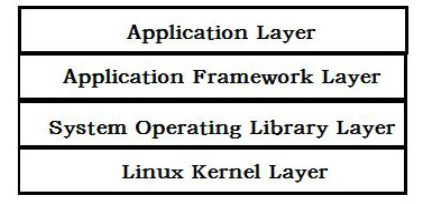 Application Layer
Application Framework Layer
System Operating Library Layer
Linux Kernel Layer